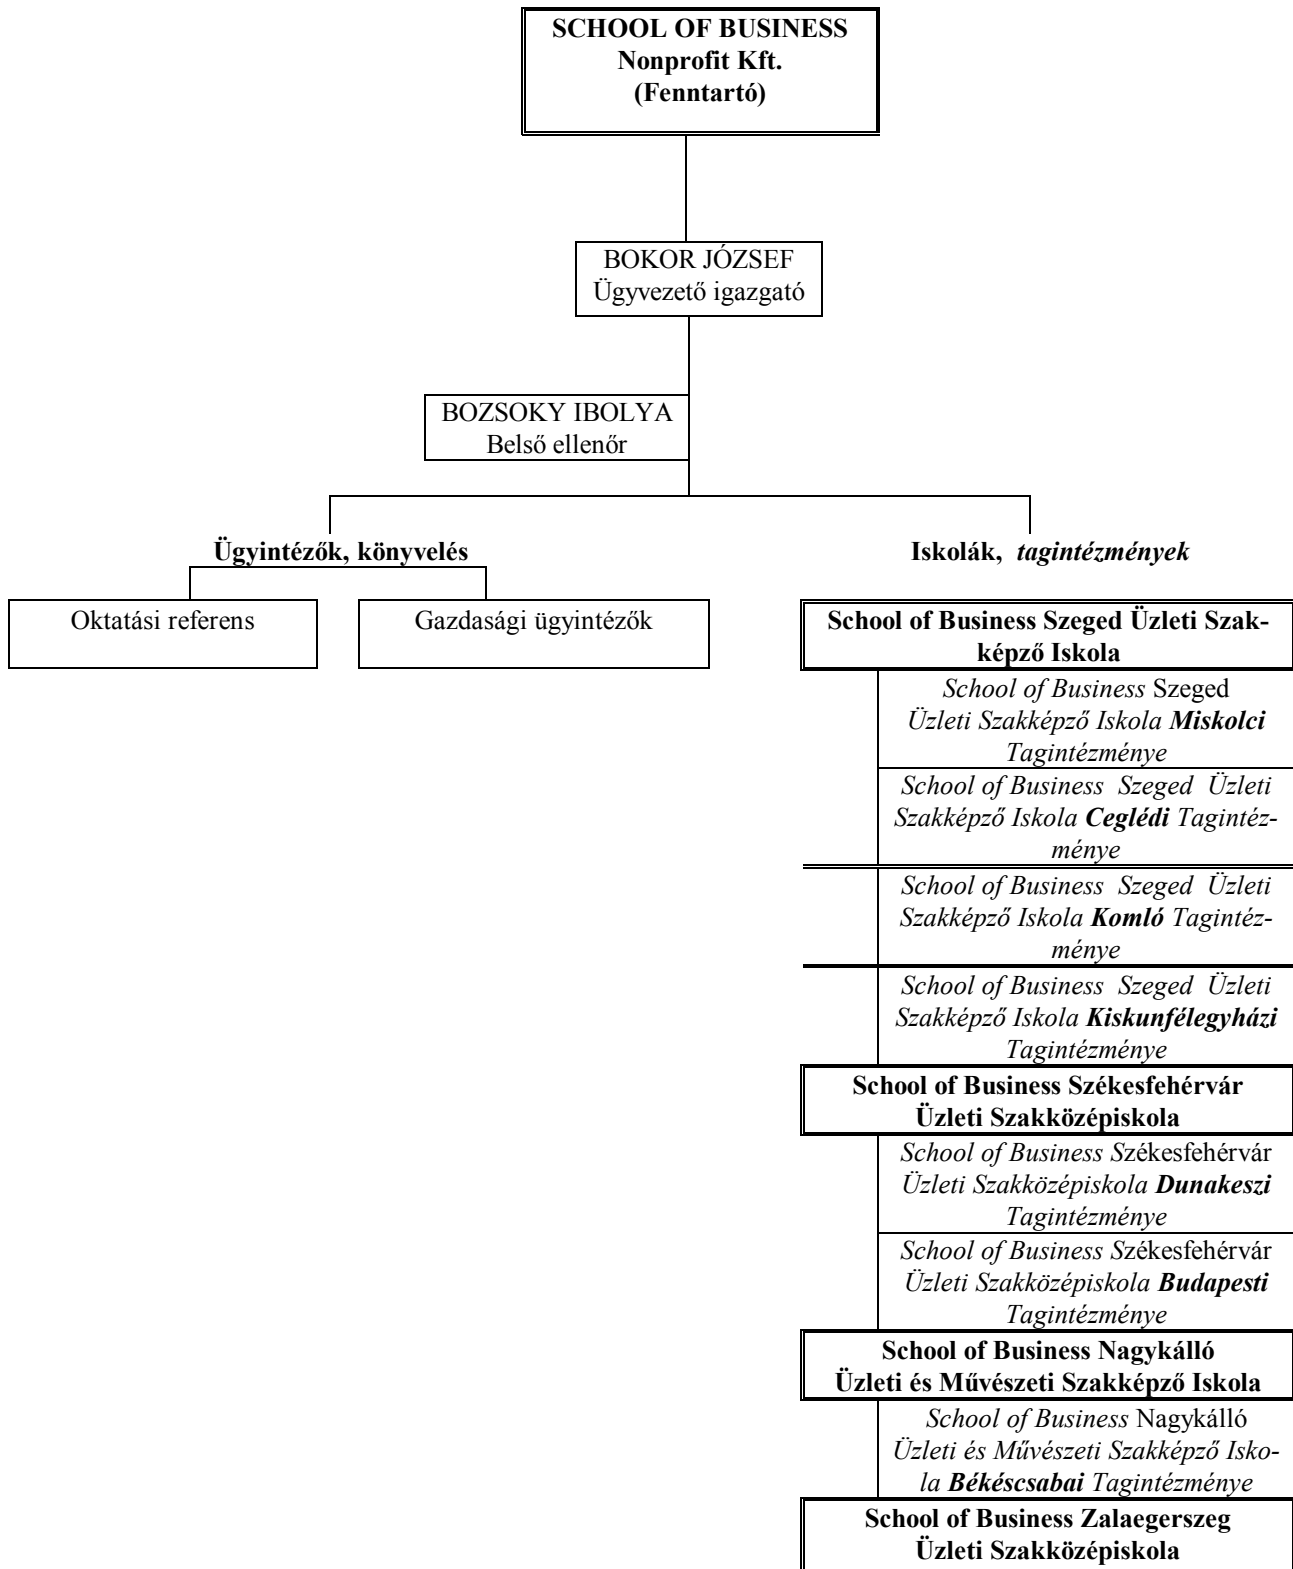 SCHOOL OF BUSINESS
Nonprofit Kft.
(Fenntartó)
BOKOR JÓZSEF
Ügyvezető igazgató
BOZSOKY IBOLYA
Belső ellenőr
Ügyintézők, könyvelés
Oktatási referens
Gazdasági ügyintézők
Iskolák, tagintézmények
School of Business Szeged Üzleti Szak-
képző Iskola
School of Business Szeged
Üzleti Szakképző Iskola Miskolci
Tagintézménye
School of Business Szeged Üzleti
Szakképző Iskola Ceglédi Tagintéz-
ménye
School of Business Szeged Üzleti
Szakképző Iskola Komló Tagintéz-
ménye
School of Business Szeged Üzleti
Szakképző Iskola Kiskunfélegyházi
Tagintézménye
School of Business Székesfehérvár
Üzleti Szakközépiskola
School of Business Székesfehérvár
Üzleti Szakközépiskola Dunakeszi
Tagintézménye
School of Business Székesfehérvár
Üzleti Szakközépiskola Budapesti
Tagintézménye
School of Business Nagykálló
Üzleti és Művészeti Szakképző Iskola
School of Business Nagykálló
Üzleti és Művészeti Szakképző Isko-
la Békéscsabai Tagintézménye
School of Business Zalaegerszeg
Üzleti Szakközépiskola